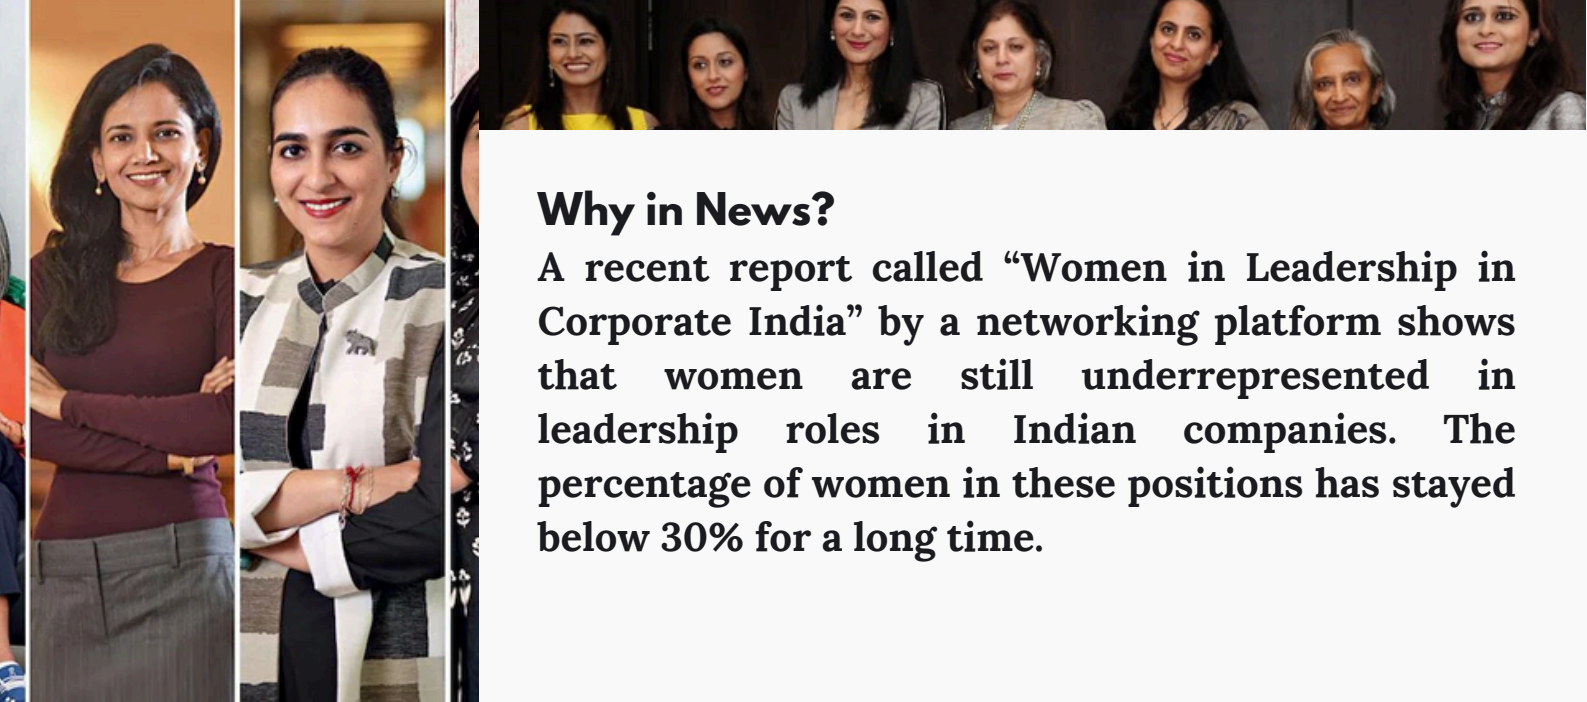 Why in News?
A recent report called “Women in Leadership in
Corporate India” by a networking platform shows
that women are still underrepresented in
leadership roles in Indian companies. The
percentage of women in these positions has stayed
below 30% for a long time.